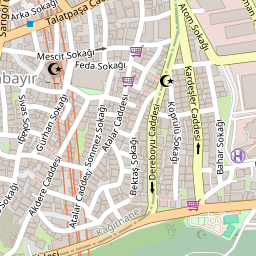 Arka Sokağı
Talatpaşa Caddesi
Atom Sokağı
Mescit Sokağı
Feda Sokağı
Kardeşler Caddesi
Sivas Sokağı
Gürhan Sokağı
Atalar Caddesi
Sönmez Sokağı
Köprülü Sokağı
Dereboyu Caddesi
Bahar Sokağı
Akdere Caddesi
Bektaş Sokağı
Atalar Caddesi
Kağıthane